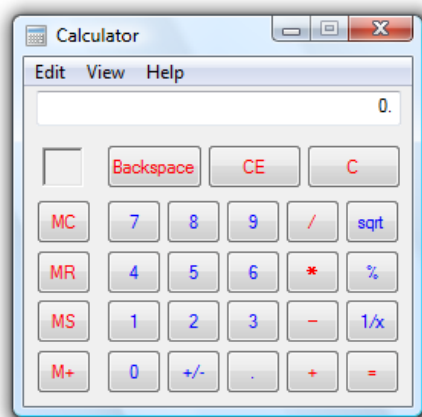 Calculator
Edit View Help
0.
Backspace CE C
MC 7 8 9 / sqrt
MR 4 5 6 * %
MS 1 2 3 - 1/x
M+ 0 +/- . + =